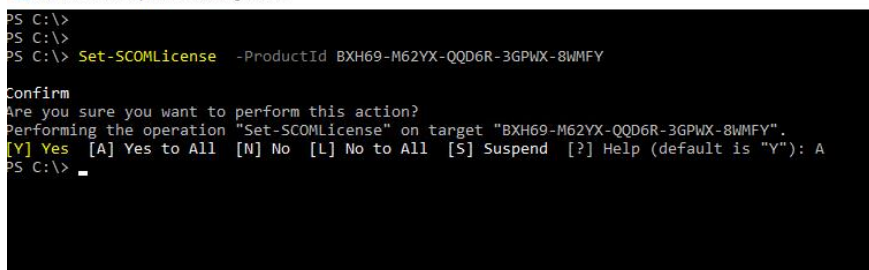 PS C:\>
PS C:\>
PS C:\> Set-SCOMLicense -ProductId BXH69-M62YX-QQD6R-3GPWX-8WMFY
Confirm
Are you sure you want to perform this action?
Performing the operation "Set-SCOMLicense" on target "BXH69-M62YX-QQD6R-3GPWX-8WMFY".
[Y] Yes [A] Yes to All [N] No [L] No to All [S] Suspend [?] Help (default is "Y"): A
PS C:\>